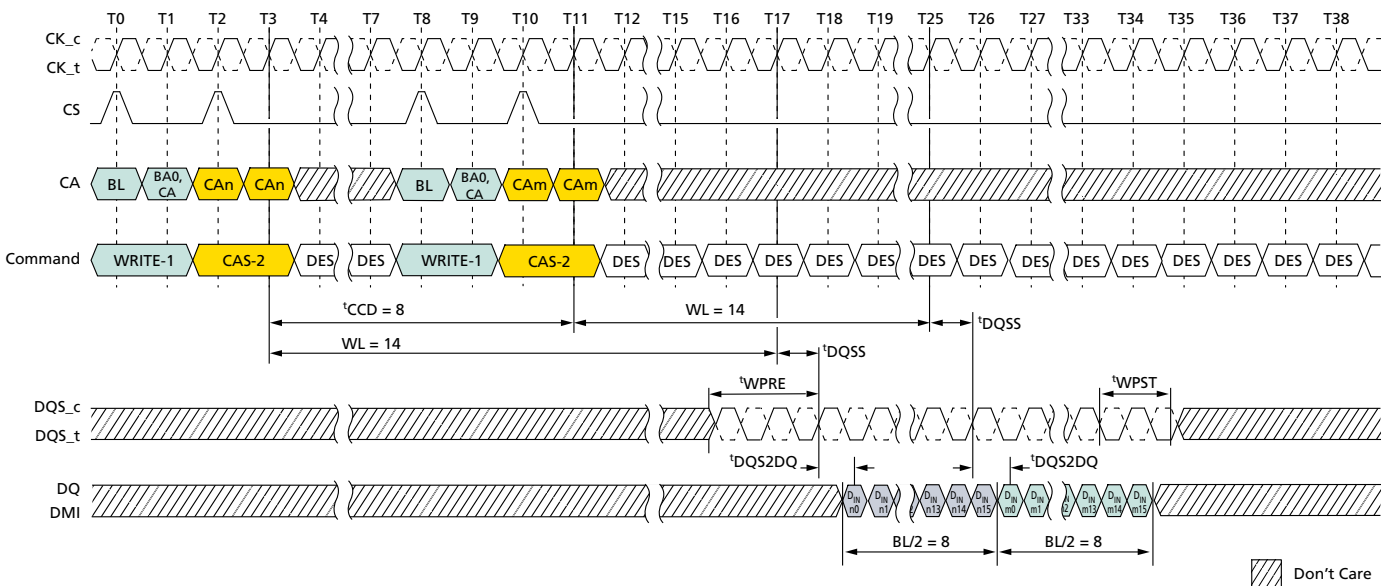 T0 T1 T2 T3 T4 T7 T8 T9 T10 T11 T12 T15 T16 T17 T18 T19 T25 T26 T27 T33 T34 T35 T36 T37 T38
CK_c
CK_t
CS
CA BL BA0, CA CAn CAn BL BA0, CA CAm CAm
Command WRITE-1 CAS-2 DES DES WRITE-1 CAS-2 DES DES DES DES DES DES DES DES DES DES DES DES DES DES DES
tCCD = 8 WL = 14 tDQSS
WL = 14 tDQSS
tWPRE tWPST
DQS_c
DQS_t
tDQS2DQ tDQS2DQ
DQ
DMI
DIN n0 DIN n1 DIN n13 DIN n14 DIN n15 DIN m0 DIN m1 DIN m13 DIN m14 DIN m15
BL/2 = 8 BL/2 = 8
Don't Care